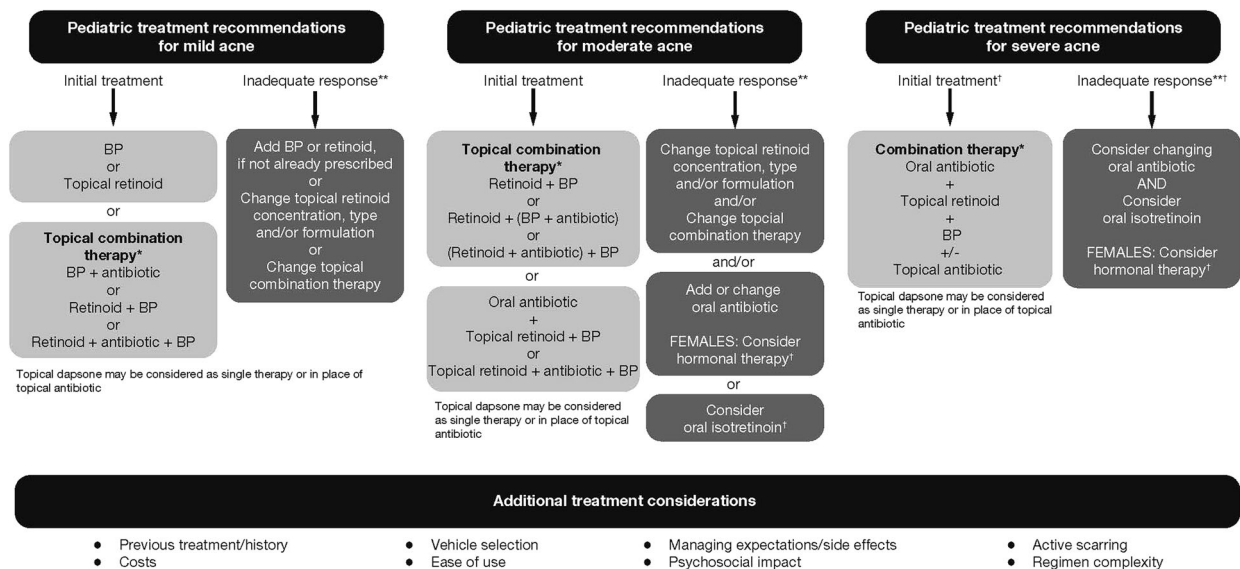 Pediatric treatment recommendations
for mild acne
Initial treatment
Inadequate response**
BP
or
Topical retinoid
or
Topical combination
therapy*
BP + antibiotic
or
Retinoid + BP
or
Retinoid + antibiotic + BP
Add BP or retinoid,
if not already prescribed
or
Change topical retinoid
concentration, type
and/or formulation
or
Change topical
combination therapy
Topical dapsone may be considered as single therapy or in place of
topical antibiotic
Pediatric treatment recommendations
for moderate acne
Initial treatment
Inadequate response**
Topical combination
therapy*
Retinoid + BP
or
Retinoid + (BP + antibiotic)
or
(Retinoid + antibiotic) + BP
or
Oral antibiotic
+
Topical retinoid + BP
or
Topical retinoid + antibiotic + BP
Topical dapsone may be considered
as single therapy or in place of topical
antibiotic
Change topical retinoid
concentration, type
and/or formulation
and/or
Change topcial
combination therapy
and/or
Add or change
oral antibiotic
FEMALES: Consider
hormonal therapy†
or
Consider
oral isotretinoin†
Pediatric treatment recommendations
for severe acne
Initial treatment†
Inadequate response**†
Combination therapy*
Oral antibiotic
+
Topical retinoid
+
BP
+/-
Topical antibiotic
Topical dapsone may be considered
as single therapy or in place of topical
antibiotic
Consider changing
oral antibiotic
AND
Consider
oral isotretinoin
FEMALES: Consider
hormonal therapy†
Additional treatment considerations
● Previous treatment/history
● Costs
● Vehicle selection
● Ease of use
● Managing expectations/side effects
● Psychosocial impact
● Active scarring
● Regimen complexity